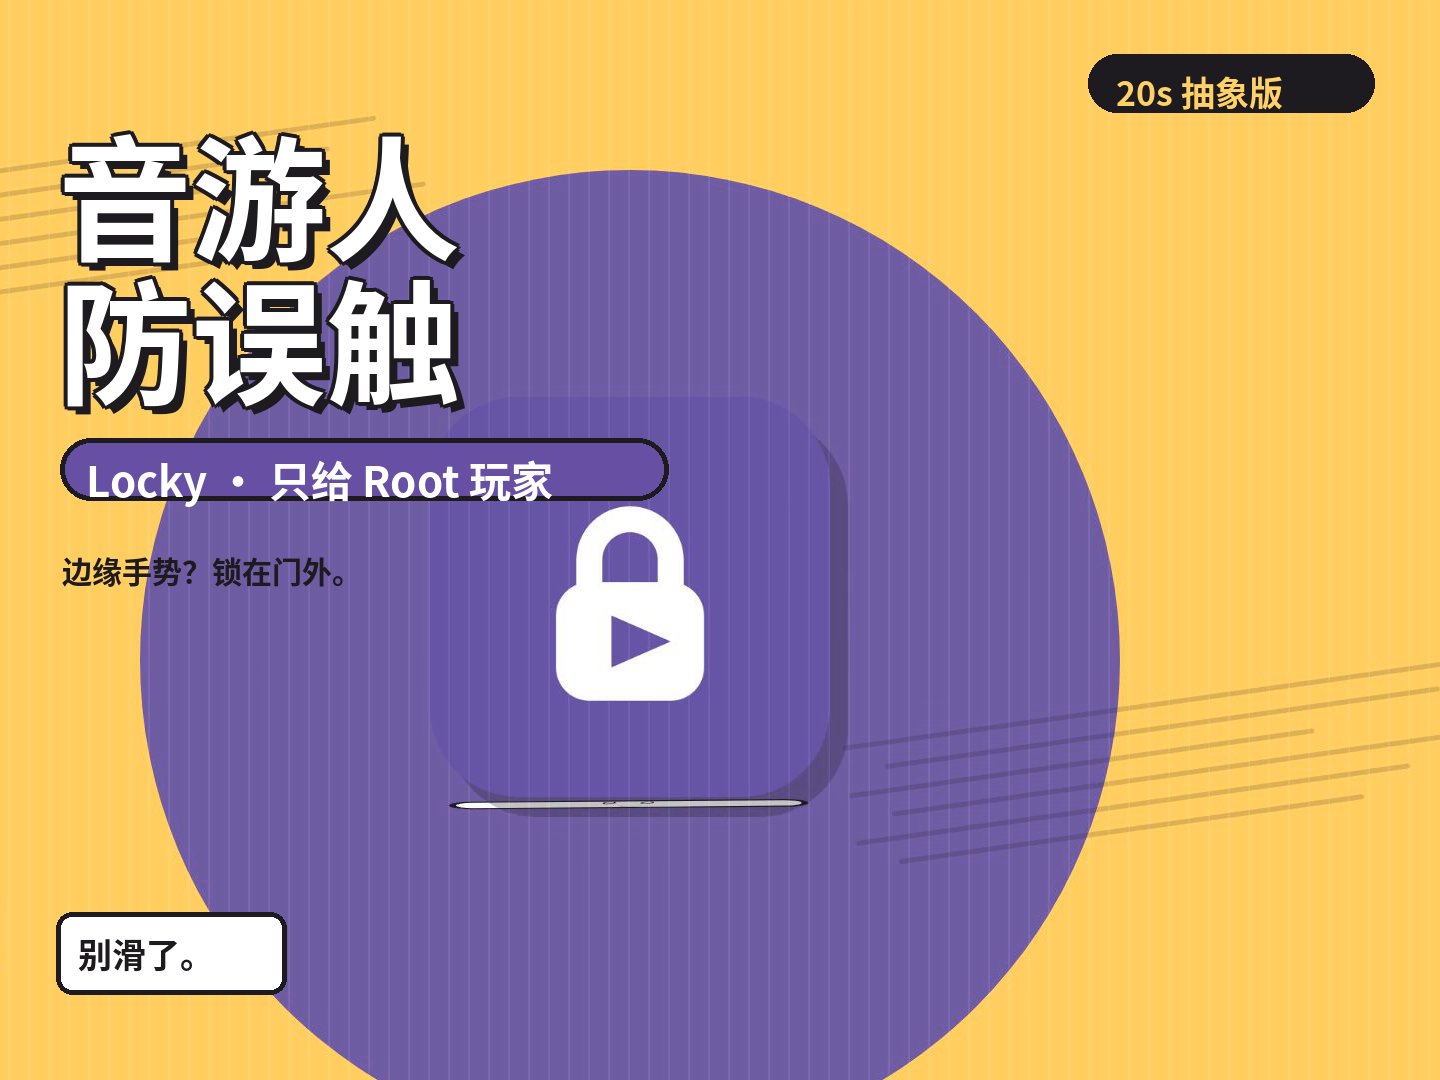 20s 抽象版
音游人
防误触
Locky · 只给 Root 玩家
边缘手势？锁在门外。
别滑了。